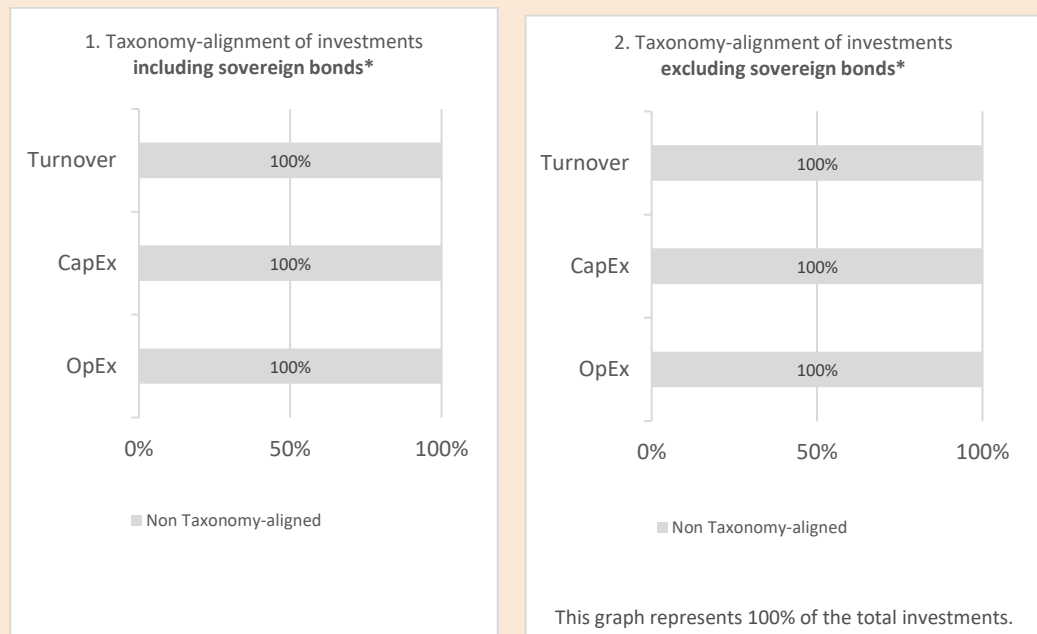 1. Taxonomy-alignment of investments
including sovereign bonds*
Turnover
100%
CapEx
100%
OpEx
100%
0%
50%
100%
Non Taxonomy-aligned
2. Taxonomy-alignment of investments
excluding sovereign bonds*
Turnover
100%
CapEx
100%
OpEx
100%
0%
50%
100%
Non Taxonomy-aligned
This graph represents 100% of the total investments.